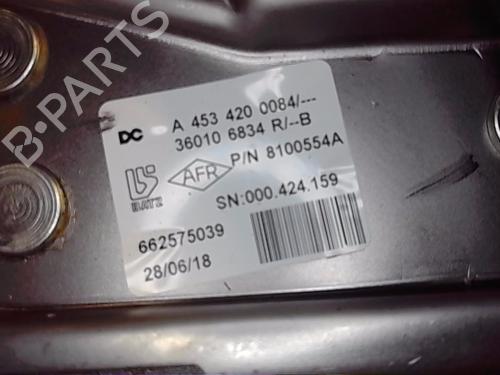 B-PARTS
DC A 453 420 0084/---
36010 6834 R/--B
BATZ AFR P/N 8100554A
SN:000.424.159
662575039
28/06/18